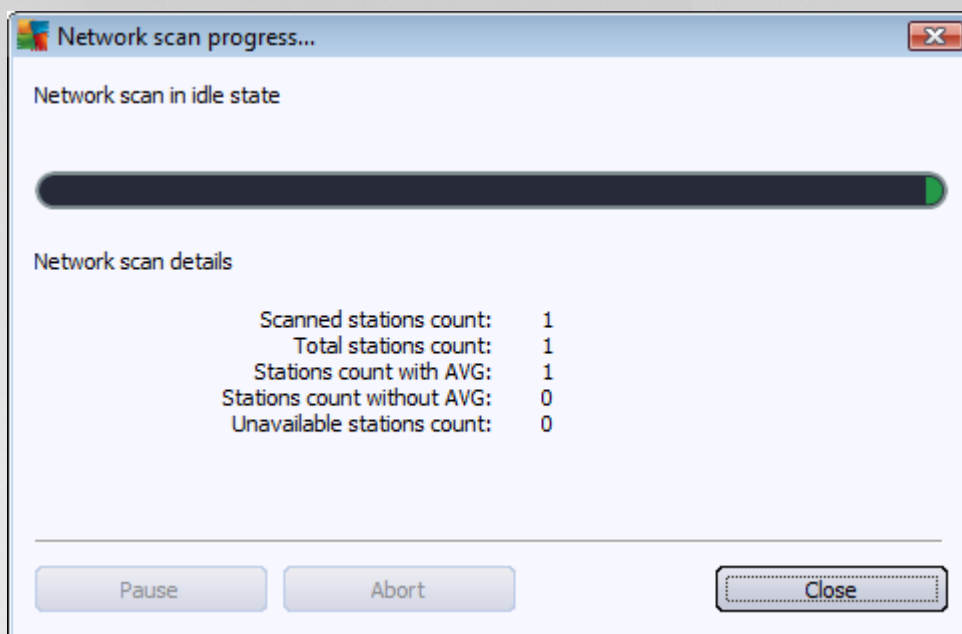 Network scan progress...
Network scan in idle state
Network scan details
Scanned stations count: 1
Total stations count: 1
Stations count with AVG: 1
Stations count without AVG: 0
Unavailable stations count: 0
Pause Abort Close